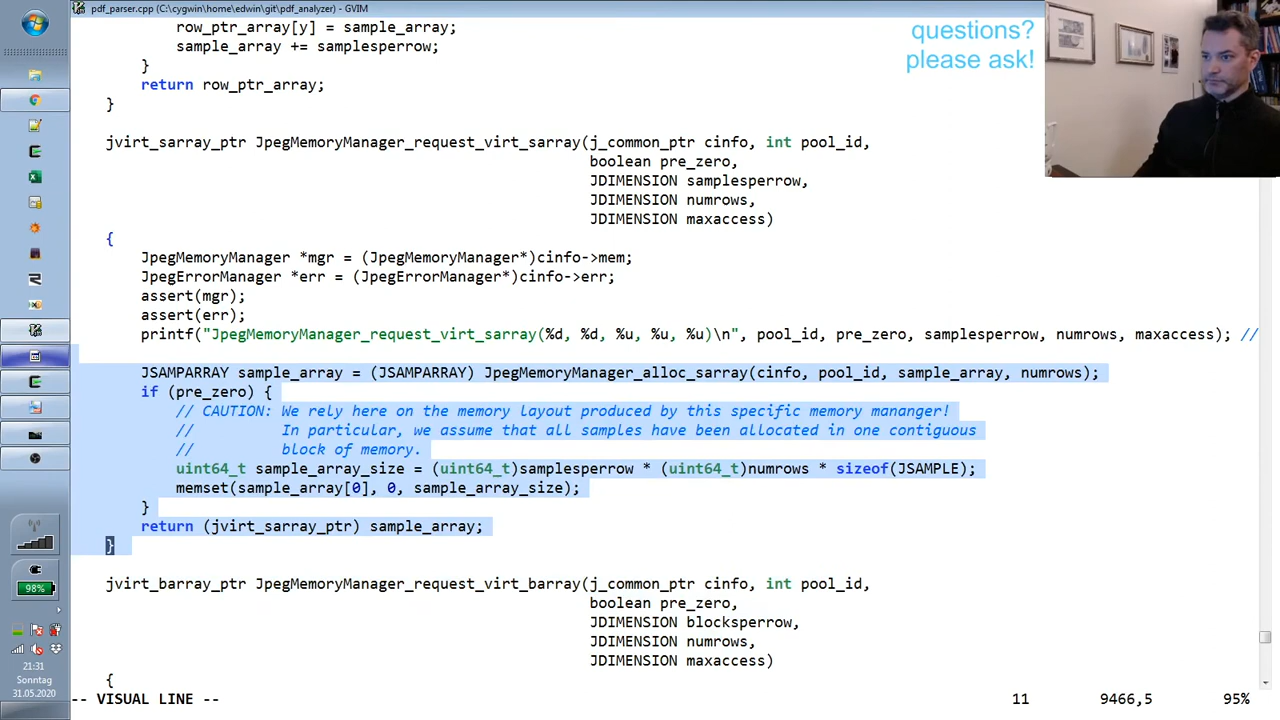 pdf_parser.cpp (C:\cygwin\home\edwin\git\pdf_analyzer) - GVIM
row_ptr_array[y] = sample_array;
sample_array += samplesperrow;
}
return row_ptr_array;
}
questions?
please ask!
jvirt_sarray_ptr JpegMemoryManager_request_virt_sarray(j_common_ptr cinfo, int pool_id,
boolean pre_zero,
JDIMENSION samplesperrow,
JDIMENSION numrows,
JDIMENSION maxaccess)
{
JpegMemoryManager *mgr = (JpegMemoryManager*)cinfo->mem;
JpegErrorManager *err = (JpegErrorManager*)cinfo->err;
assert(mgr);
assert(err);
printf("JpegMemoryManager_request_virt_sarray(%d, %d, %u, %u, %u)\n", pool_id, pre_zero, samplesperrow, numrows, maxaccess); //
JSAMPARRAY sample_array = (JSAMPARRAY) JpegMemoryManager_alloc_sarray(cinfo, pool_id, sample_array, numrows);
if (pre_zero) {
// CAUTION: We rely here on the memory layout produced by this specific memory mananger!
// In particular, we assume that all samples have been allocated in one contiguous
// block of memory.
uint64_t sample_array_size = (uint64_t)samplesperrow * (uint64_t)numrows * sizeof(JSAMPLE);
memset(sample_array[0], 0, sample_array_size);
}
return (jvirt_sarray_ptr) sample_array;
}
jvirt_barray_ptr JpegMemoryManager_request_virt_barray(j_common_ptr cinfo, int pool_id,
boolean pre_zero,
JDIMENSION blocksperrow,
JDIMENSION numrows,
JDIMENSION maxaccess)
{
-- VISUAL LINE -- 11 9466,5 95%
98%
21:31
Sonntag
31.05.2020